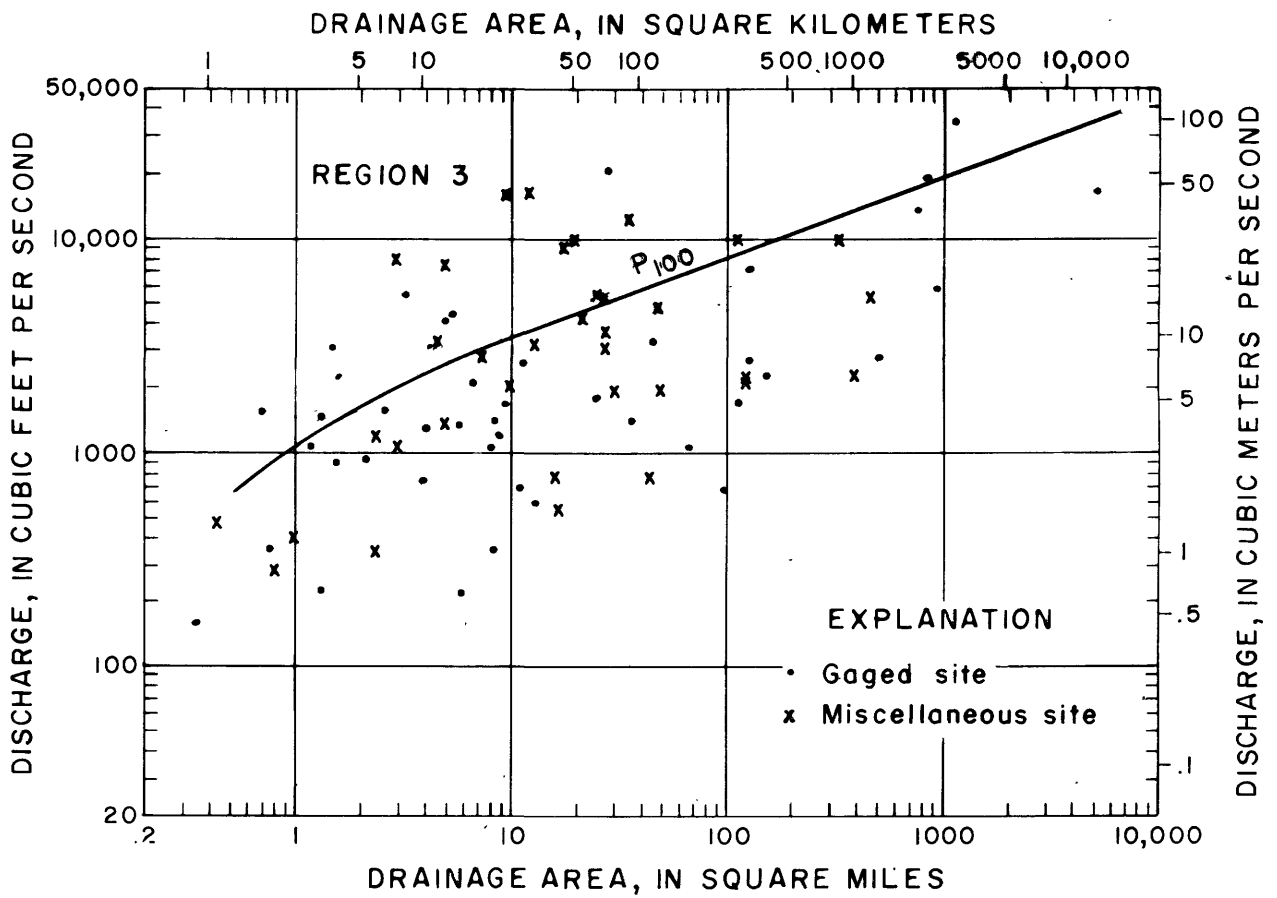 DRAINAGE AREA, IN SQUARE KILOMETERS
1 5 10 50 100 500 1000 5000 10,000
50,000
10,000
1000
100
20
DISCHARGE, IN CUBIC FEET PER SECOND
REGION 3
P100
EXPLANATION
Gaged site
x Miscellaneous site
100
50
10
5
1
.5
.1
DISCHARGE, IN CUBIC METERS PER SECOND
.2 1 10 100 1000 10,000
DRAINAGE AREA, IN SQUARE MILES